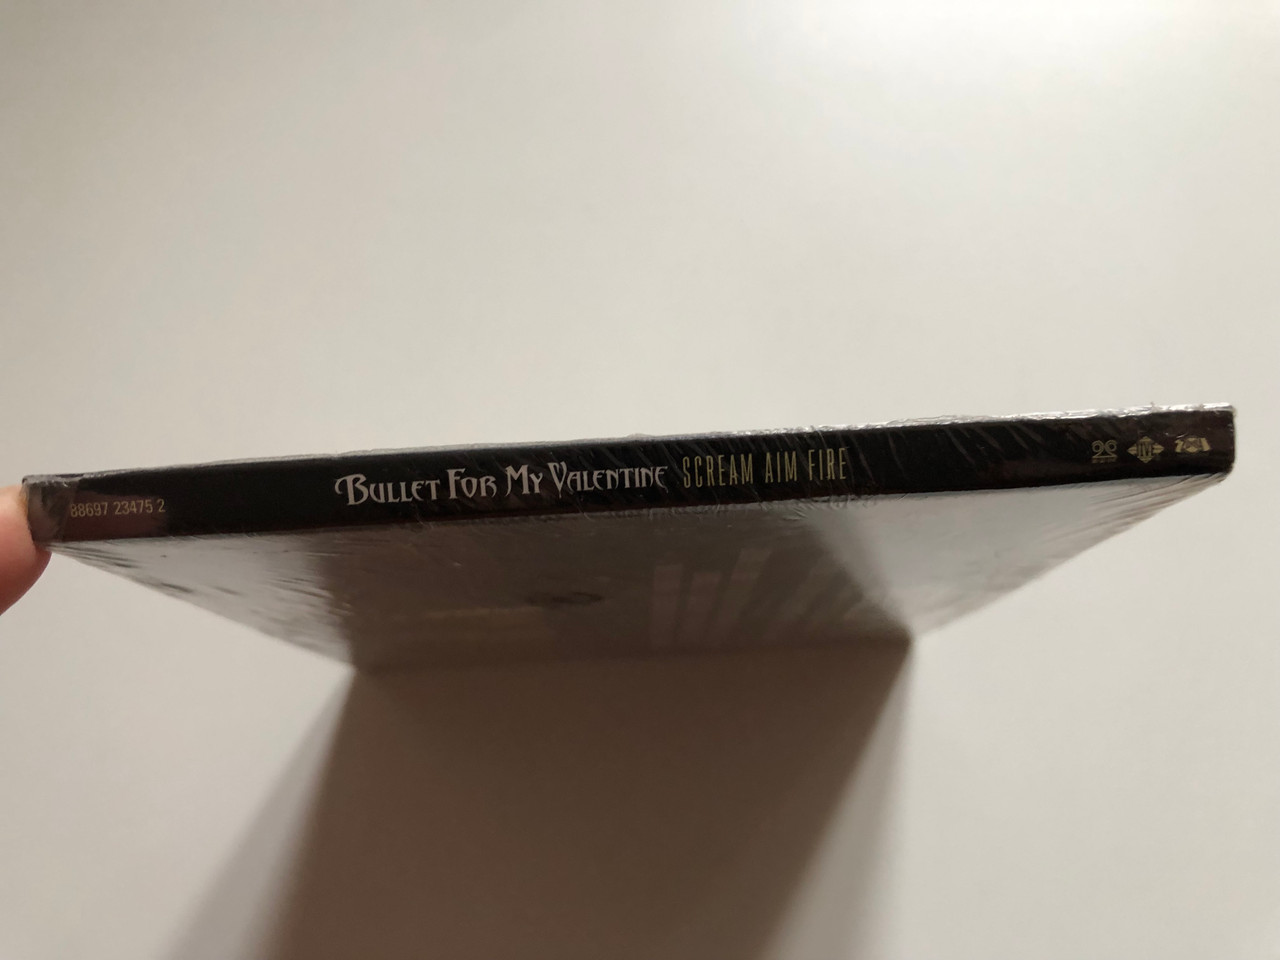 88697 23475 2 BULLET FOR MY VALENTINE SCREAM AIM FIRE